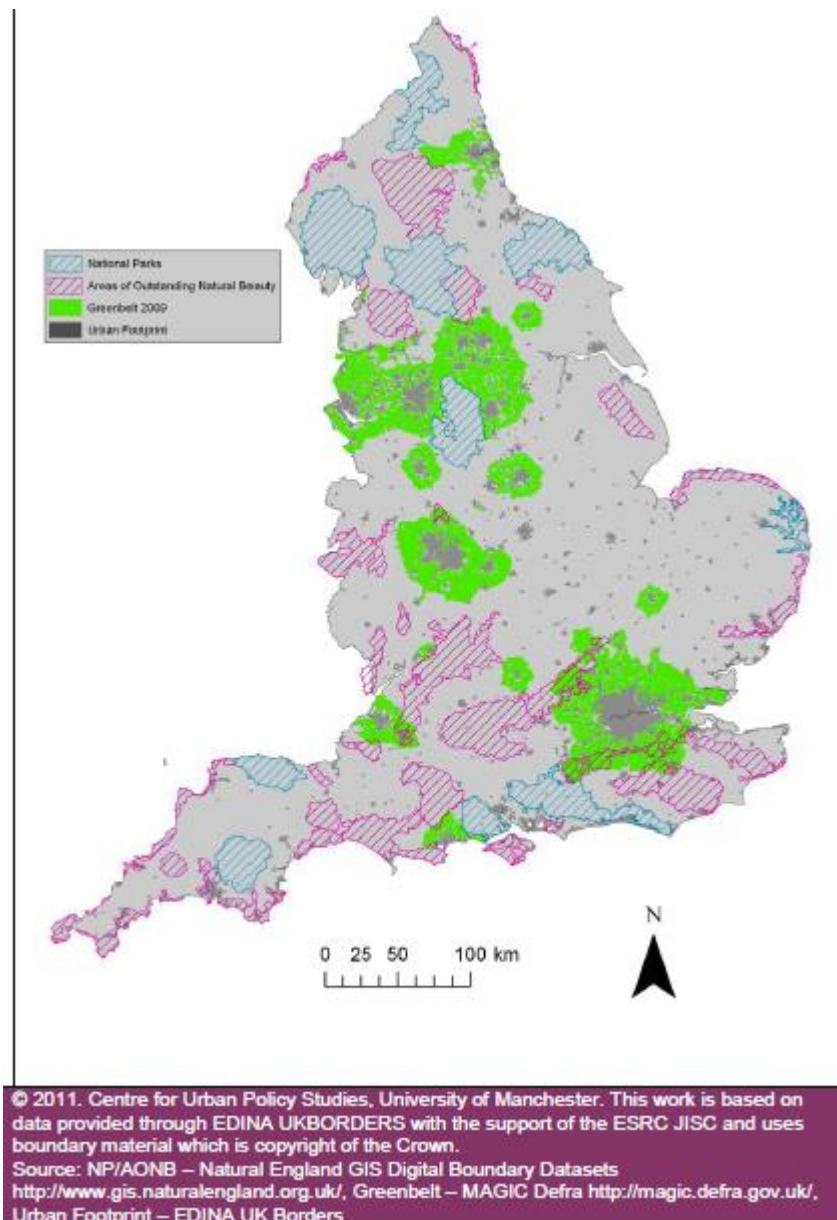 National Parks
Areas of Outstanding Natural Beauty
Greenbelt 2009
Urban Footprint
N
0 25 50 100 km
© 2011. Centre for Urban Policy Studies, University of Manchester. This work is based on
data provided through EDINA UKBORDERS with the support of the ESRC JISC and uses
boundary material which is copyright of the Crown.
Source: NP/AONB – Natural England GIS Digital Boundary Datasets
http://www.gis.naturalengland.org.uk/, Greenbelt – MAGIC Defra http://magic.defra.gov.uk/,
Urban Footprint – EDINA UK Borders